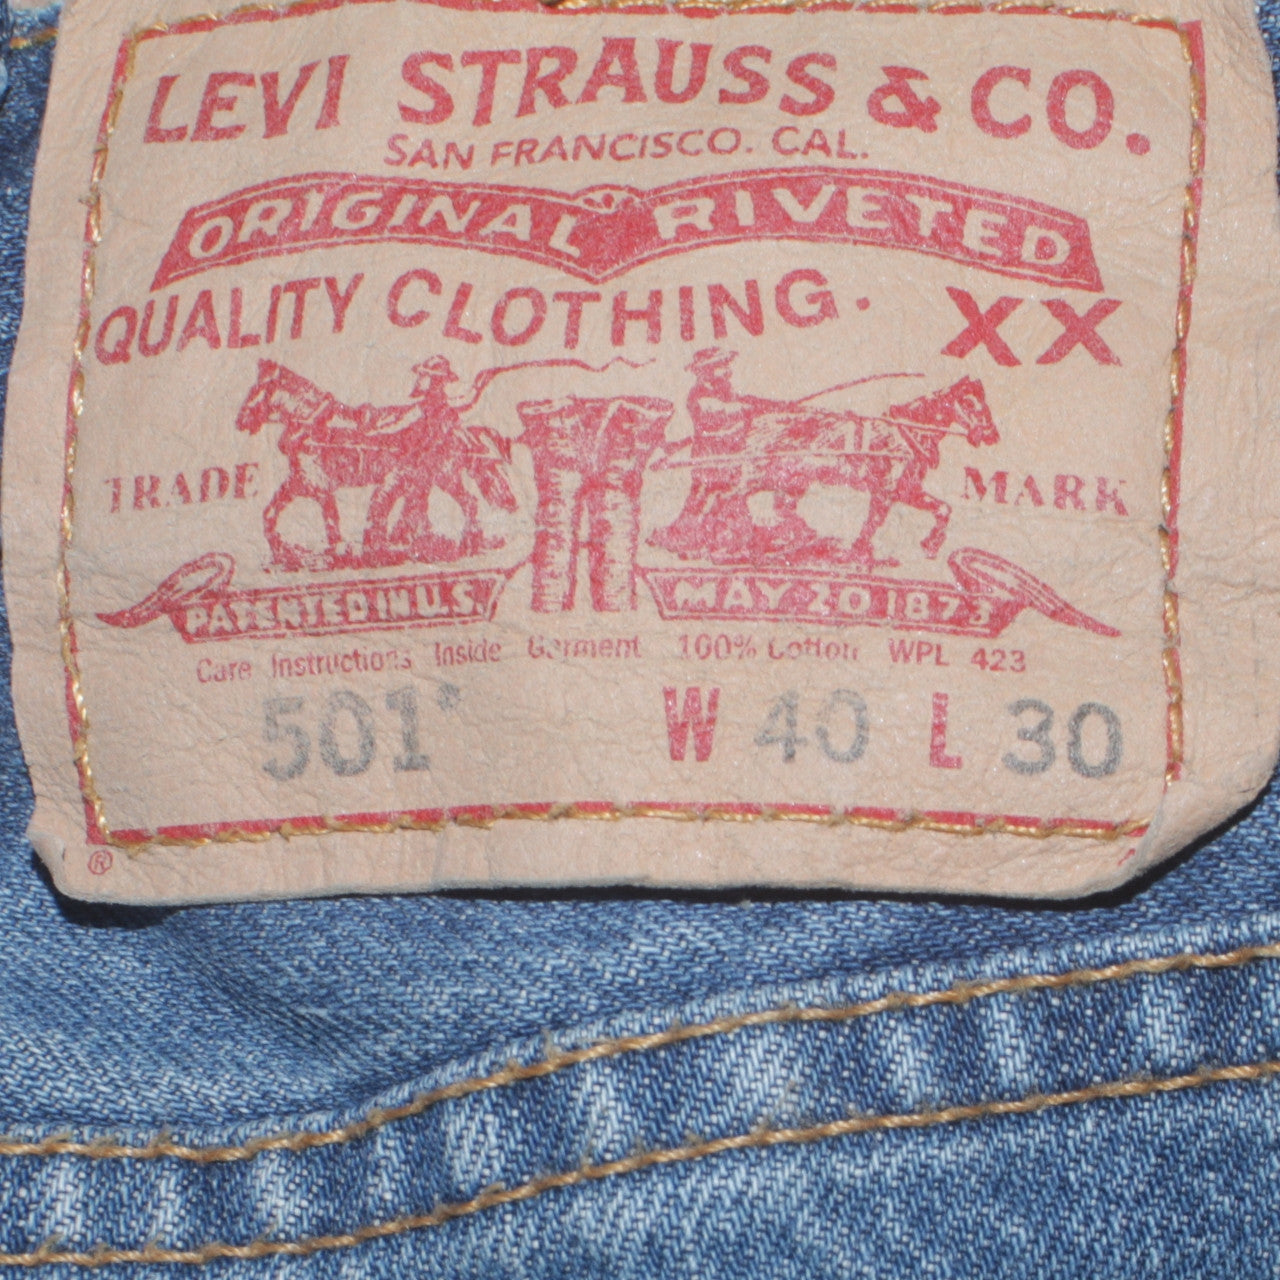 LEVI STRAUSS & CO.
SAN FRANCISCO. CAL.
ORIGINAL RIVETED
QUALITY CLOTHING. XX
TRADE MARK
PATENTED IN U.S. MAY 20 1873
Care Instructions Inside Garment 100% Cotton WPL 423
501® W 40 L 30
®